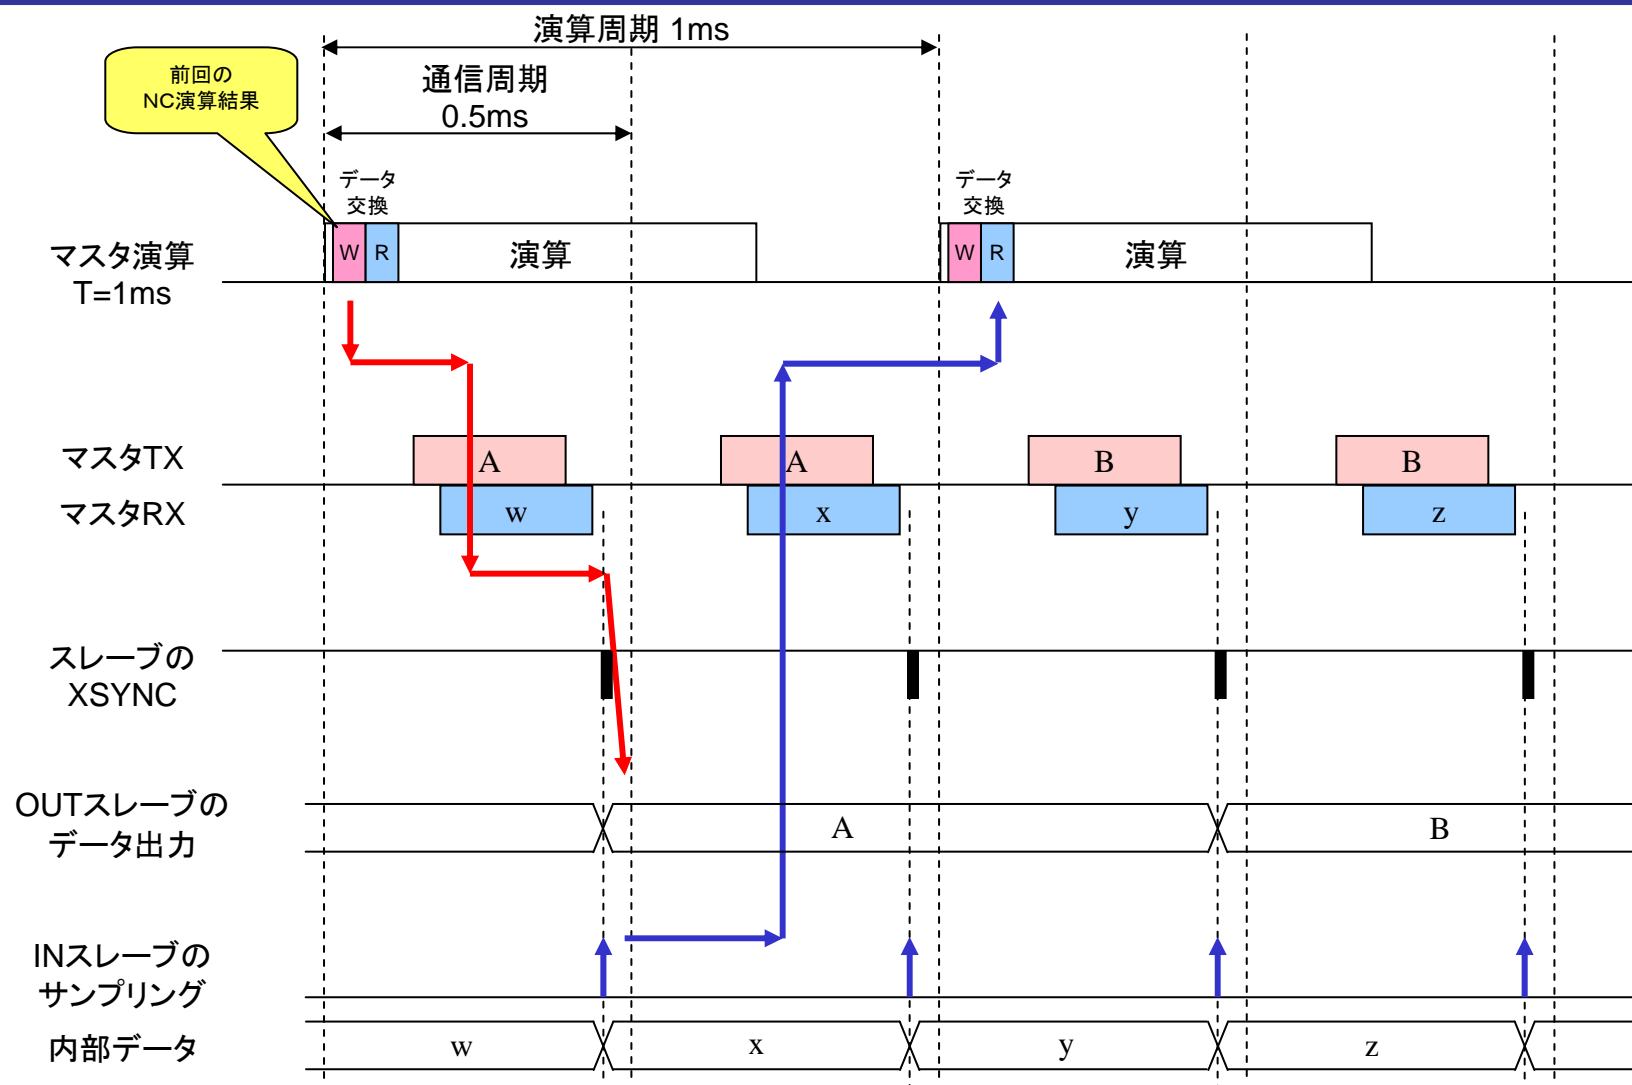 演算周期 1ms
前回の
NC演算結果
通信周期
0.5ms
データ
交換
データ
交換
マスタ演算
T=1ms
W R 演算
W R 演算
マスタTX
A A B B
マスタRX
w x y z
スレーブの
XSYNC
OUTスレーブの
データ出力
A B
INスレーブの
サンプリング
内部データ
w x y z